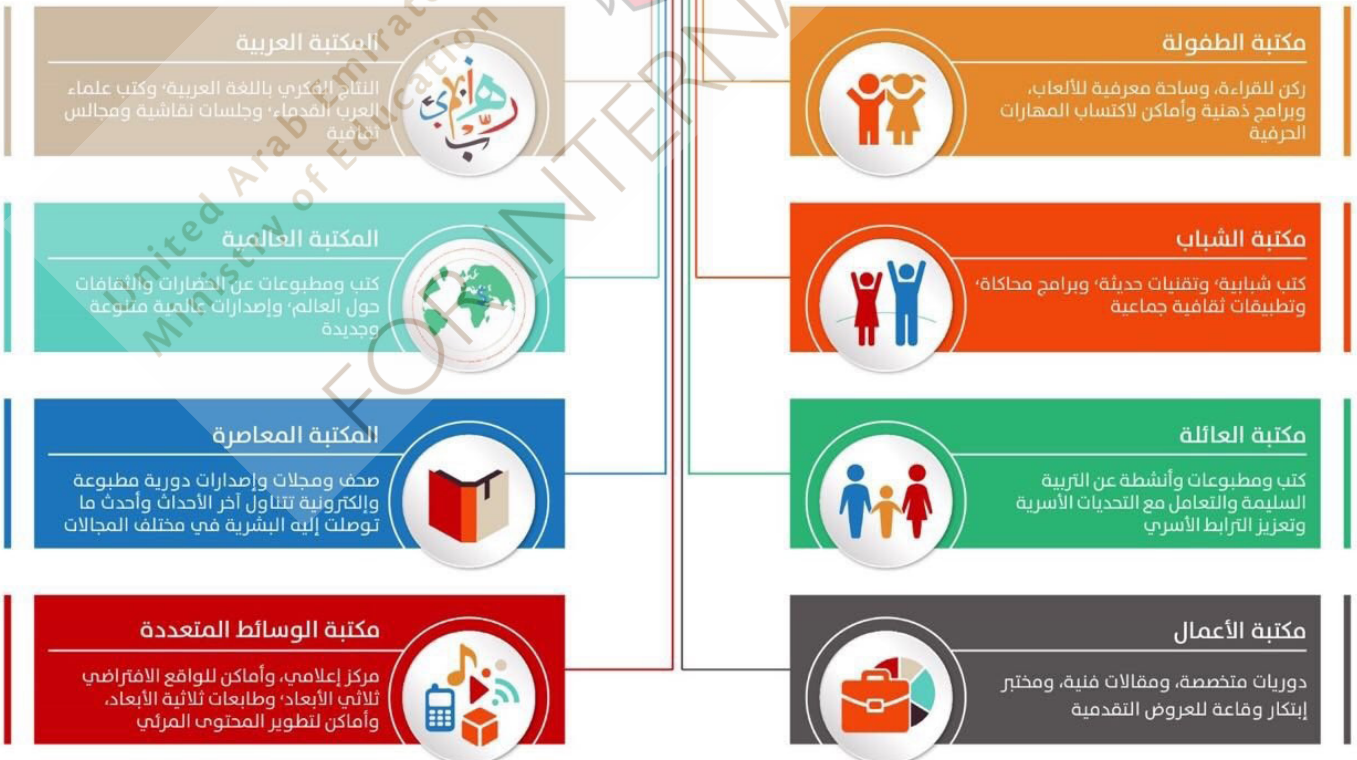 مكتبة الطفولة
ركن للقراءة، وساحة معرفية للألعاب،
وبرامج ذهنية وأماكن لاكتساب المهارات
الحرفية
المكتبة العربية
النتاج الفكري باللغة العربية، وكتب علماء
العرب القدماء، وجلسات نقاشية ومجالس
ثقافية
مكتبة الشباب
كتب شبابية، وتقنيات حديثة، وبرامج محاكاة،
وتطبيقات ثقافية جماعية
المكتبة العالمية
كتب ومطبوعات عن الحضارات والثقافات
حول العالم، وإصدارات عالمية متنوعة
وجديدة
مكتبة العائلة
كتب ومطبوعات وأنشطة عن التربية
السليمة والتعامل مع التحديات الأسرية
وتعزيز الترابط الأسري
المكتبة المعاصرة
صحف ومجلات وإصدارات دورية مطبوعة
وإلكترونية تتناول آخر الأحداث وأحدث ما
توصلت إليه البشرية في مختلف المجالات
مكتبة الأعمال
دوريات متخصصة، ومقالات فنية، ومختبر
إبتكار وقاعة للعروض التقدمية
مكتبة الوسائط المتعددة
مركز إعلامي، وأماكن للواقع الافتراضي
ثلاثي الأبعاد، وطابعات ثلاثية الأبعاد،
وأماكن لتطوير المحتوى المرئي
United Arab Emirates
Ministry of Education
FOR INTERNA